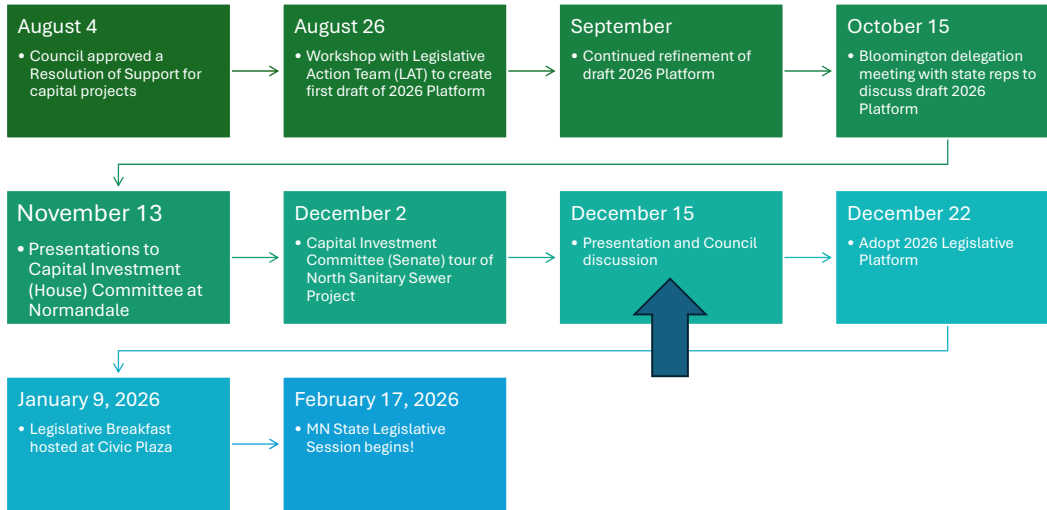 August 4
• Council approved a
Resolution of Support for
capital projects
August 26
• Workshop with Legislative
Action Team (LAT) to create
first draft of 2026 Platform
September
• Continued refinement of
draft 2026 Platform
October 15
• Bloomington delegation
meeting with state reps to
discuss draft 2026
Platform
November 13
• Presentations to
Capital Investment
(House) Committee at
Normandale
December 2
• Capital Investment
Committee (Senate) tour of
North Sanitary Sewer
Project
December 15
• Presentation and Council
discussion
December 22
• Adopt 2026 Legislative
Platform
January 9, 2026
• Legislative Breakfast
hosted at Civic Plaza
February 17, 2026
• MN State Legislative
Session begins!